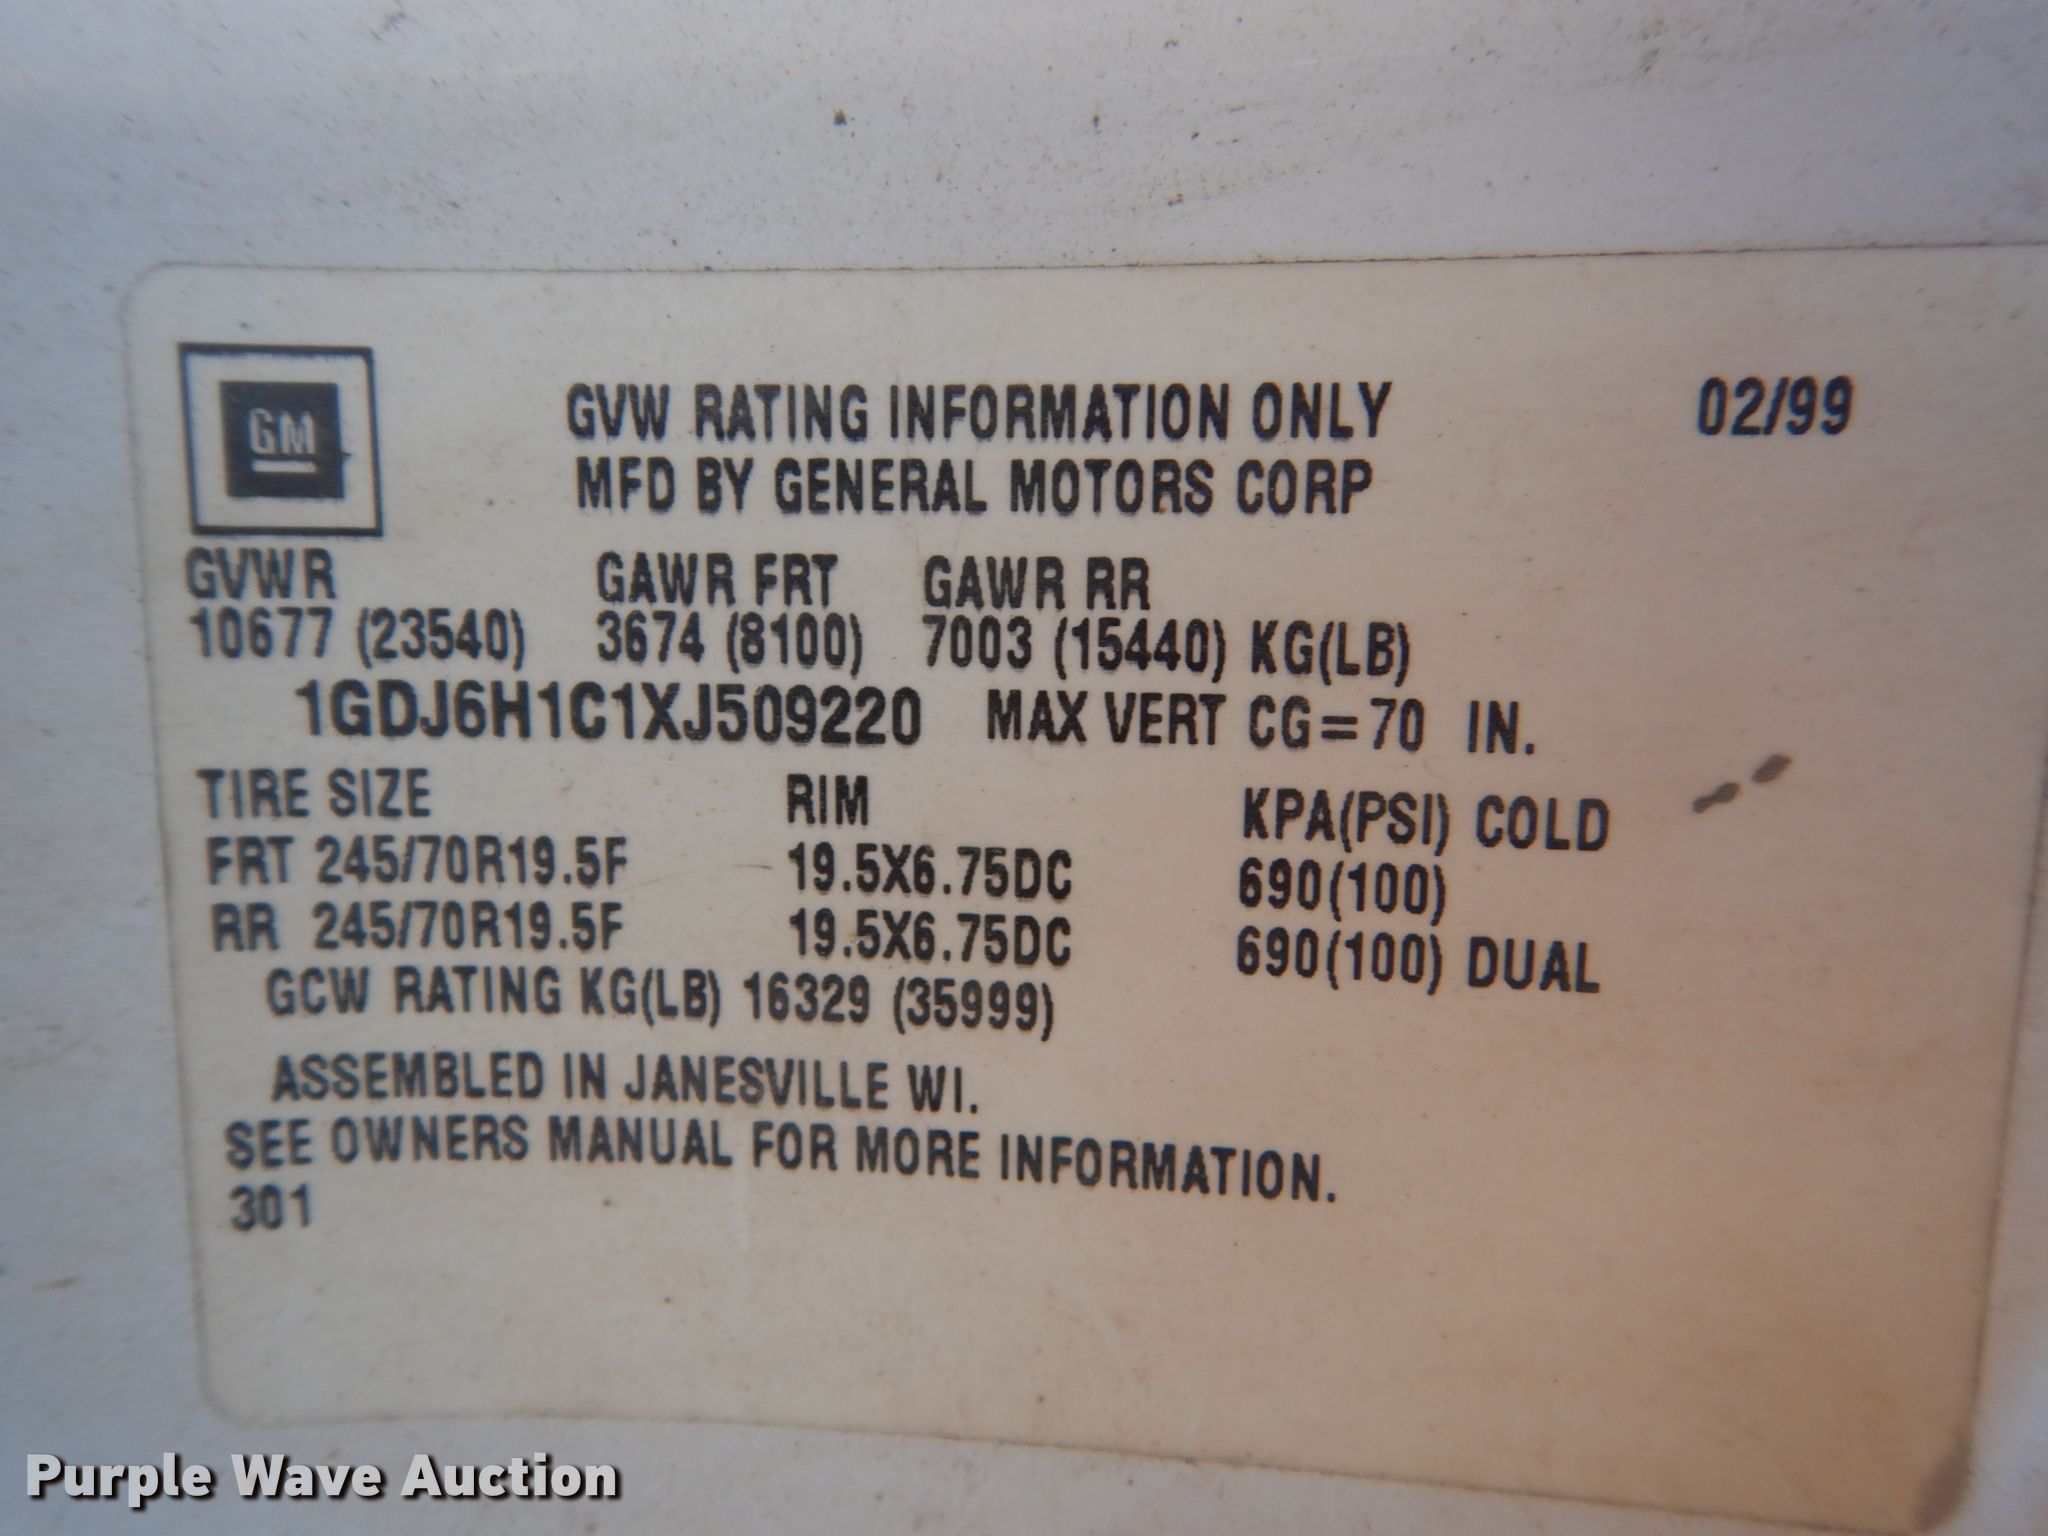 GM
GVW RATING INFORMATION ONLY 02/99
MFD BY GENERAL MOTORS CORP
GVWR GAWR FRT GAWR RR
10677 (23540) 3674 (8100) 7003 (15440) KG(LB)
1GDJ6H1C1XJ509220 MAX VERT CG=70 IN.
TIRE SIZE RIM KPA(PSI) COLD
FRT 245/70R19.5F 19.5X6.75DC 690(100)
RR 245/70R19.5F 19.5X6.75DC 690(100) DUAL
GCW RATING KG(LB) 16329 (35999)
ASSEMBLED IN JANESVILLE WI.
SEE OWNERS MANUAL FOR MORE INFORMATION.
301
Purple Wave Auction